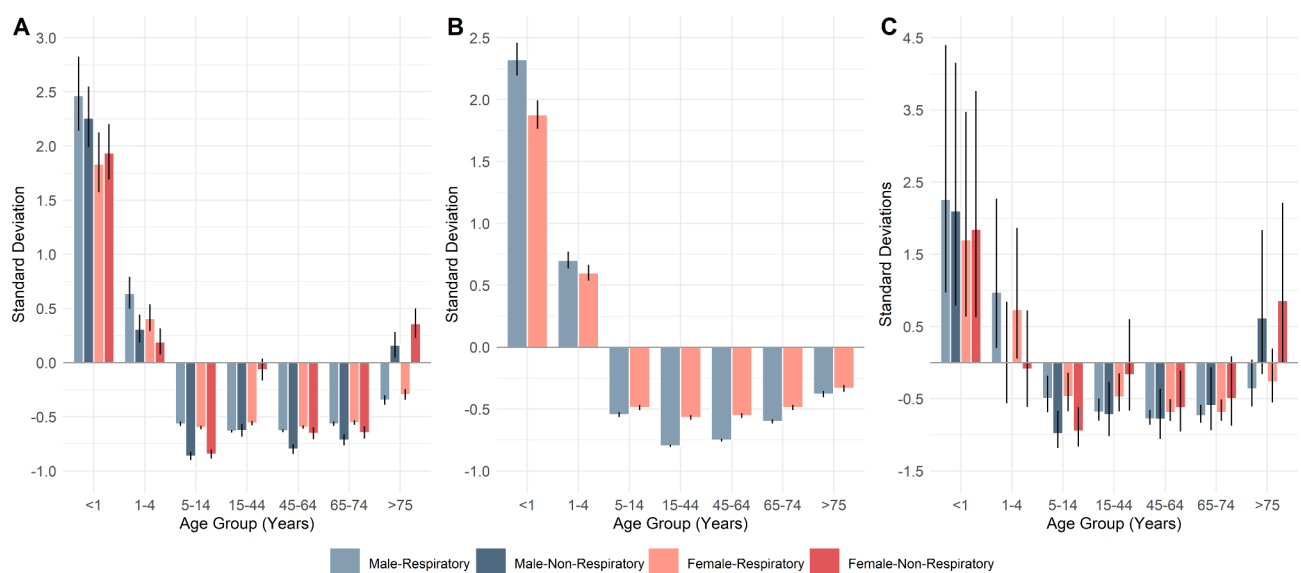 A
Standard Deviation
3.0
2.5
2.0
1.5
1.0
0.5
0.0
-0.5
-1.0
<1 1-4 5-14 15-44 45-64 65-74 >75
Age Group (Years)
B
Standard Deviation
2.5
2.0
1.5
1.0
0.5
0.0
-0.5
-1.0
<1 1-4 5-14 15-44 45-64 65-74 >75
Age Group (Years)
C
Standard Deviations
4.5
3.5
2.5
1.5
0.5
-0.5
-1.5
<1 1-4 5-14 15-44 45-64 65-74 >75
Age Group (Years)
Male-Respiratory Male-Non-Respiratory Female-Respiratory Female-Non-Respiratory